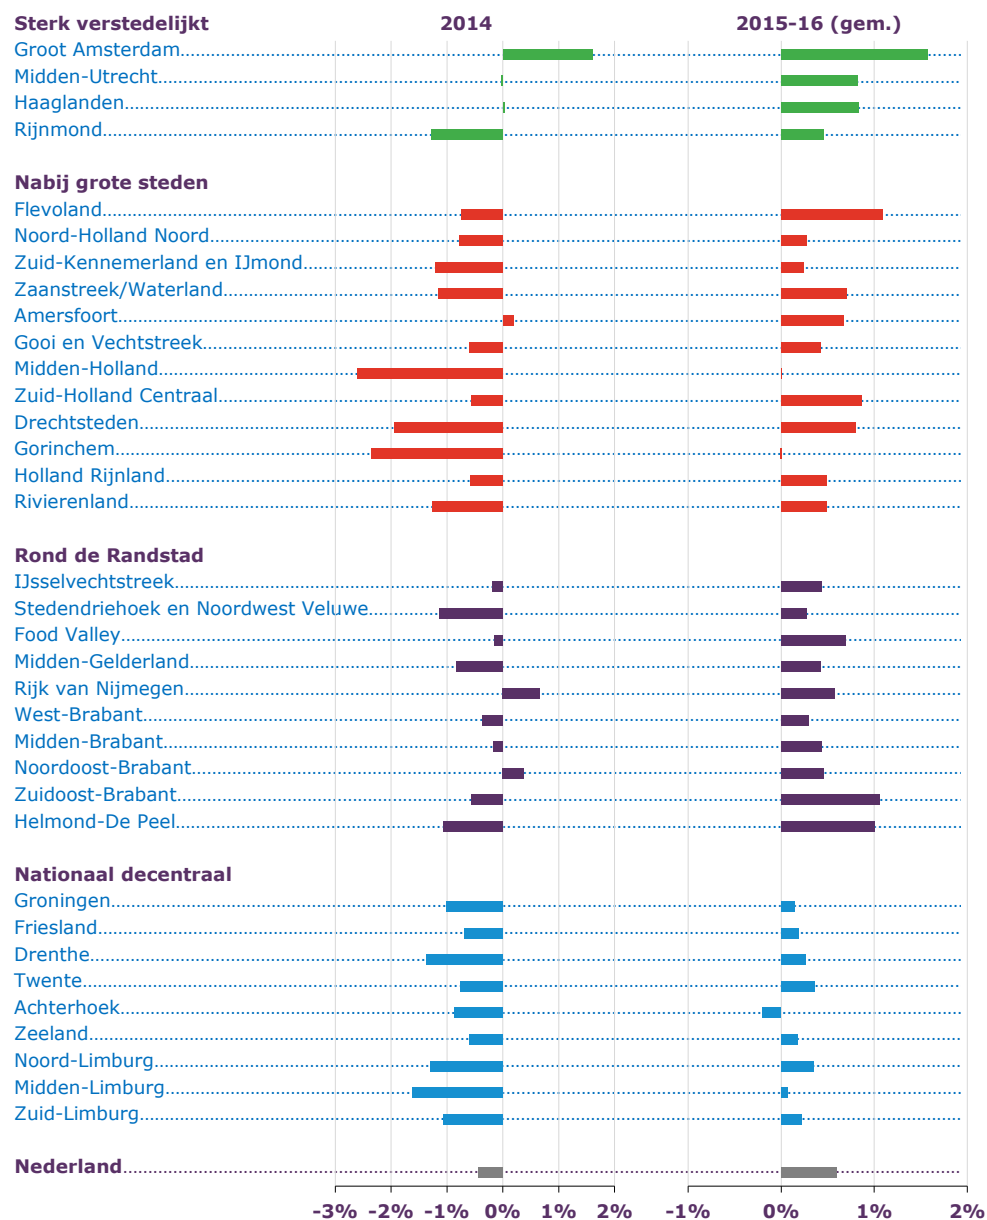 Sterk verstedelijkt 2014 2015-16 (gem.)
Groot Amsterdam
Midden-Utrecht
Haaglanden
Rijnmond
Nabij grote steden
Flevoland
Noord-Holland Noord
Zuid-Kennemerland en IJmond
Zaanstreek/Waterland
Amersfoort
Gooi en Vechtstreek
Midden-Holland
Zuid-Holland Centraal
Drechtsteden
Gorinchem
Holland Rijnland
Rivierenland
Rond de Randstad
IJsselvechtstreek
Stedendriehoek en Noordwest Veluwe
Food Valley
Midden-Gelderland
Rijk van Nijmegen
West-Brabant
Midden-Brabant
Noordoost-Brabant
Zuidoost-Brabant
Helmond-De Peel
Nationaal decentraal
Groningen
Friesland
Drenthe
Twente
Achterhoek
Zeeland
Noord-Limburg
Midden-Limburg
Zuid-Limburg
Nederland
-3% -2% -1% 0% 1% 2% -1% 0% 1% 2%